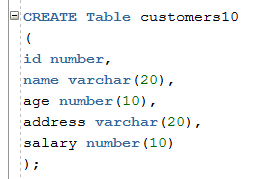 CREATE Table customers10
(
id number,
name varchar(20),
age number(10),
address varchar(20),
salary number(10)
);